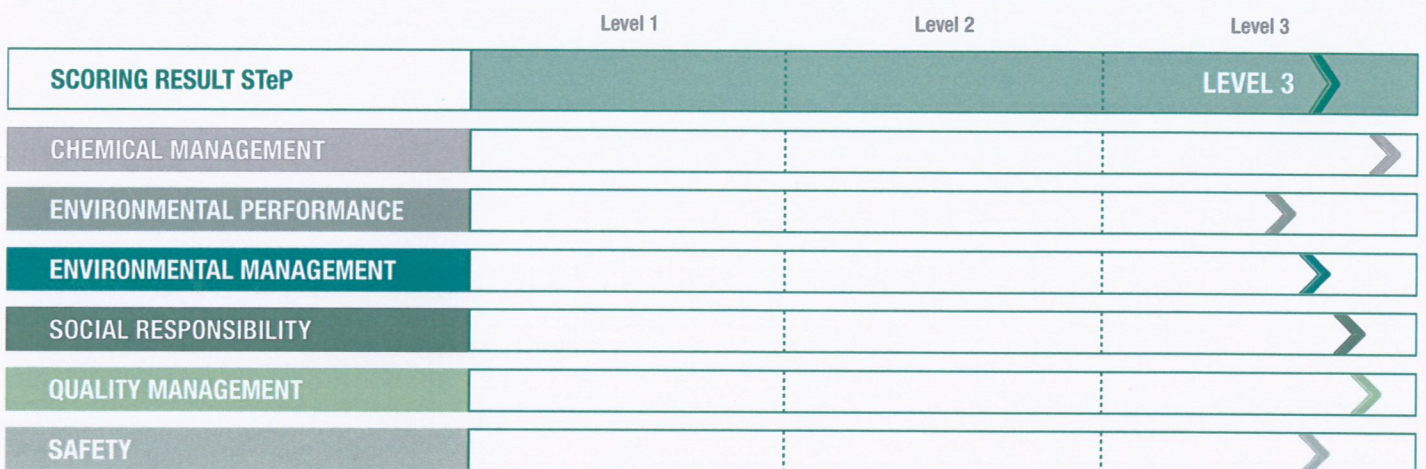 Level 1 Level 2 Level 3
SCORING RESULT STeP LEVEL 3
CHEMICAL MANAGEMENT
ENVIRONMENTAL PERFORMANCE
ENVIRONMENTAL MANAGEMENT
SOCIAL RESPONSIBILITY
QUALITY MANAGEMENT
SAFETY